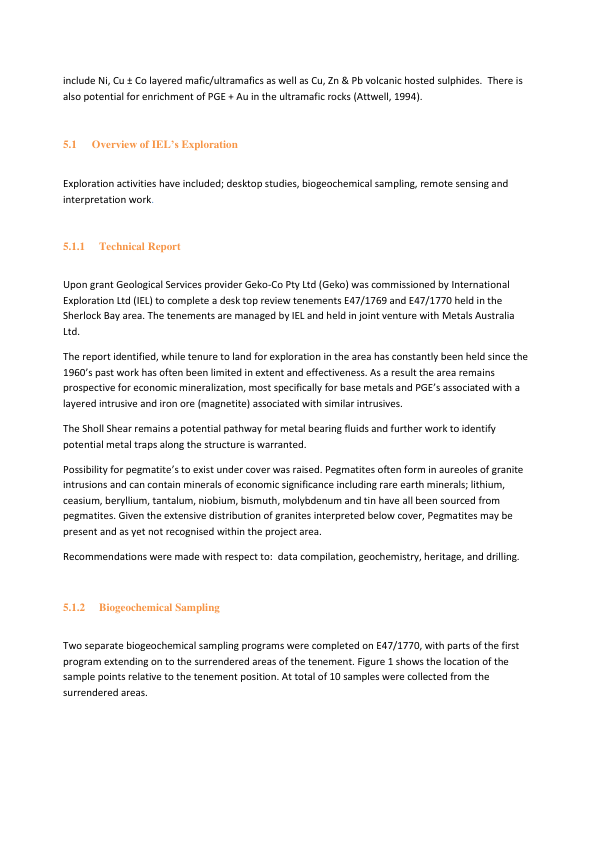 include Ni, Cu ± Co layered mafic/ultramafics as well as Cu, Zn & Pb volcanic hosted sulphides.  There is
also potential for enrichment of PGE + Au in the ultramafic rocks (Attwell, 1994).
5.1 Overview of IEL's Exploration
Exploration activities have included; desktop studies, biogeochemical sampling, remote sensing and
interpretation work.
5.1.1 Technical Report
Upon grant Geological Services provider Geko-Co Pty Ltd (Geko) was commissioned by International
Exploration Ltd (IEL) to complete a desk top review tenements E47/1769 and E47/1770 held in the
Sherlock Bay area. The tenements are managed by IEL and held in joint venture with Metals Australia
Ltd.
The report identified, while tenure to land for exploration in the area has constantly been held since the
1960's past work has often been limited in extent and effectiveness. As a result the area remains
prospective for economic mineralization, most specifically for base metals and PGE's associated with a
layered intrusive and iron ore (magnetite) associated with similar intrusives.
The Sholl Shear remains a potential pathway for metal bearing fluids and further work to identify
potential metal traps along the structure is warranted.
Possibility for pegmatite's to exist under cover was raised. Pegmatites often form in aureoles of granite
intrusions and can contain minerals of economic significance including rare earth minerals; lithium,
ceasium, beryllium, tantalum, niobium, bismuth, molybdenum and tin have all been sourced from
pegmatites. Given the extensive distribution of granites interpreted below cover, Pegmatites may be
present and as yet not recognised within the project area.
Recommendations were made with respect to:  data compilation, geochemistry, heritage, and drilling.
5.1.2 Biogeochemical Sampling
Two separate biogeochemical sampling programs were completed on E47/1770, with parts of the first
program extending on to the surrendered areas of the tenement. Figure 1 shows the location of the
sample points relative to the tenement position. At total of 10 samples were collected from the
surrendered areas.